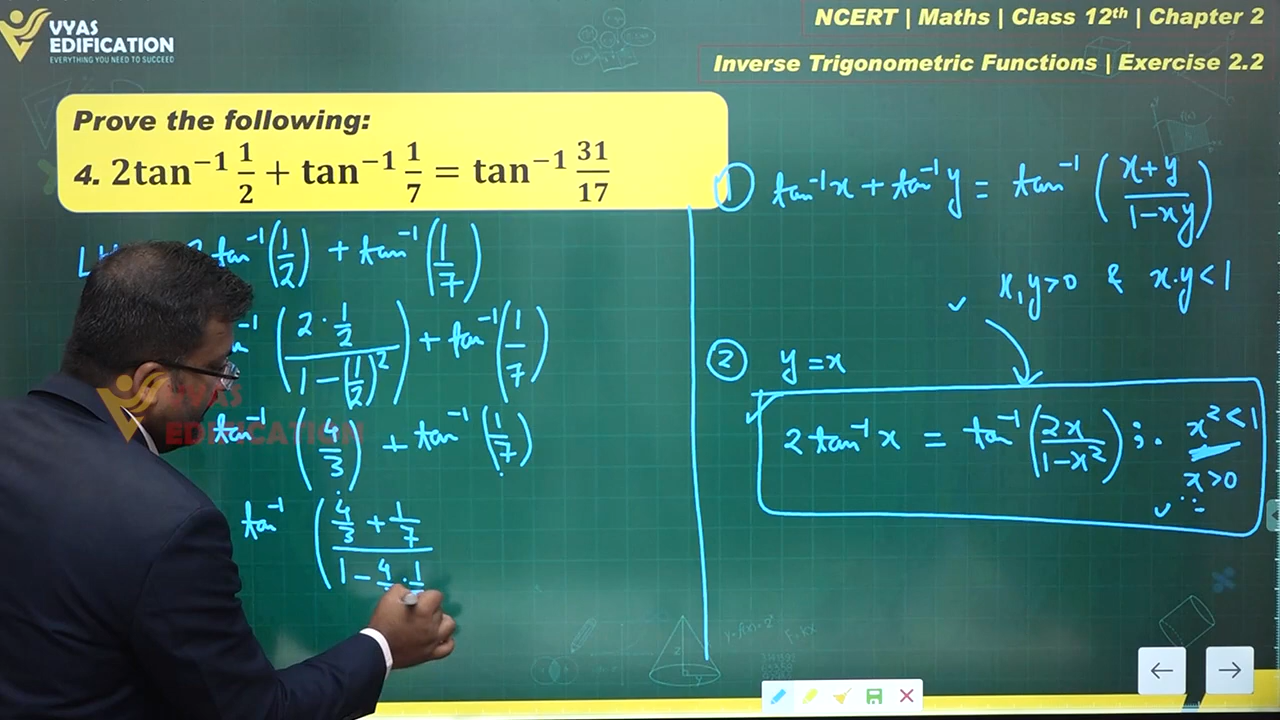 VYAS
EDIFICATION
EVERYTHING YOU NEED TO SUCCEED
NCERT | Maths | Class 12th | Chapter 2
Inverse Trigonometric Functions | Exercise 2.2
Prove the following:
4. 2tan⁻¹ 1/2 + tan⁻¹ 1/7 = tan⁻¹ 31/17
tan⁻¹(1/2) + tan⁻¹(1/7)
(2·1/2 / 1-(1/2)²) + tan⁻¹(1/7)
tan⁻¹(4/3) + tan⁻¹(1/7)
tan⁻¹(4/3 + 1/7 / 1 - 4 · 1
① tan⁻¹x + tan⁻¹y = tan⁻¹(x+y / 1-xy)
x,y>0 & x.y<1
② y=x
2tan⁻¹x = tan⁻¹(2x / 1-x²); x²<1
x>0
VYAS
EDIFICATION